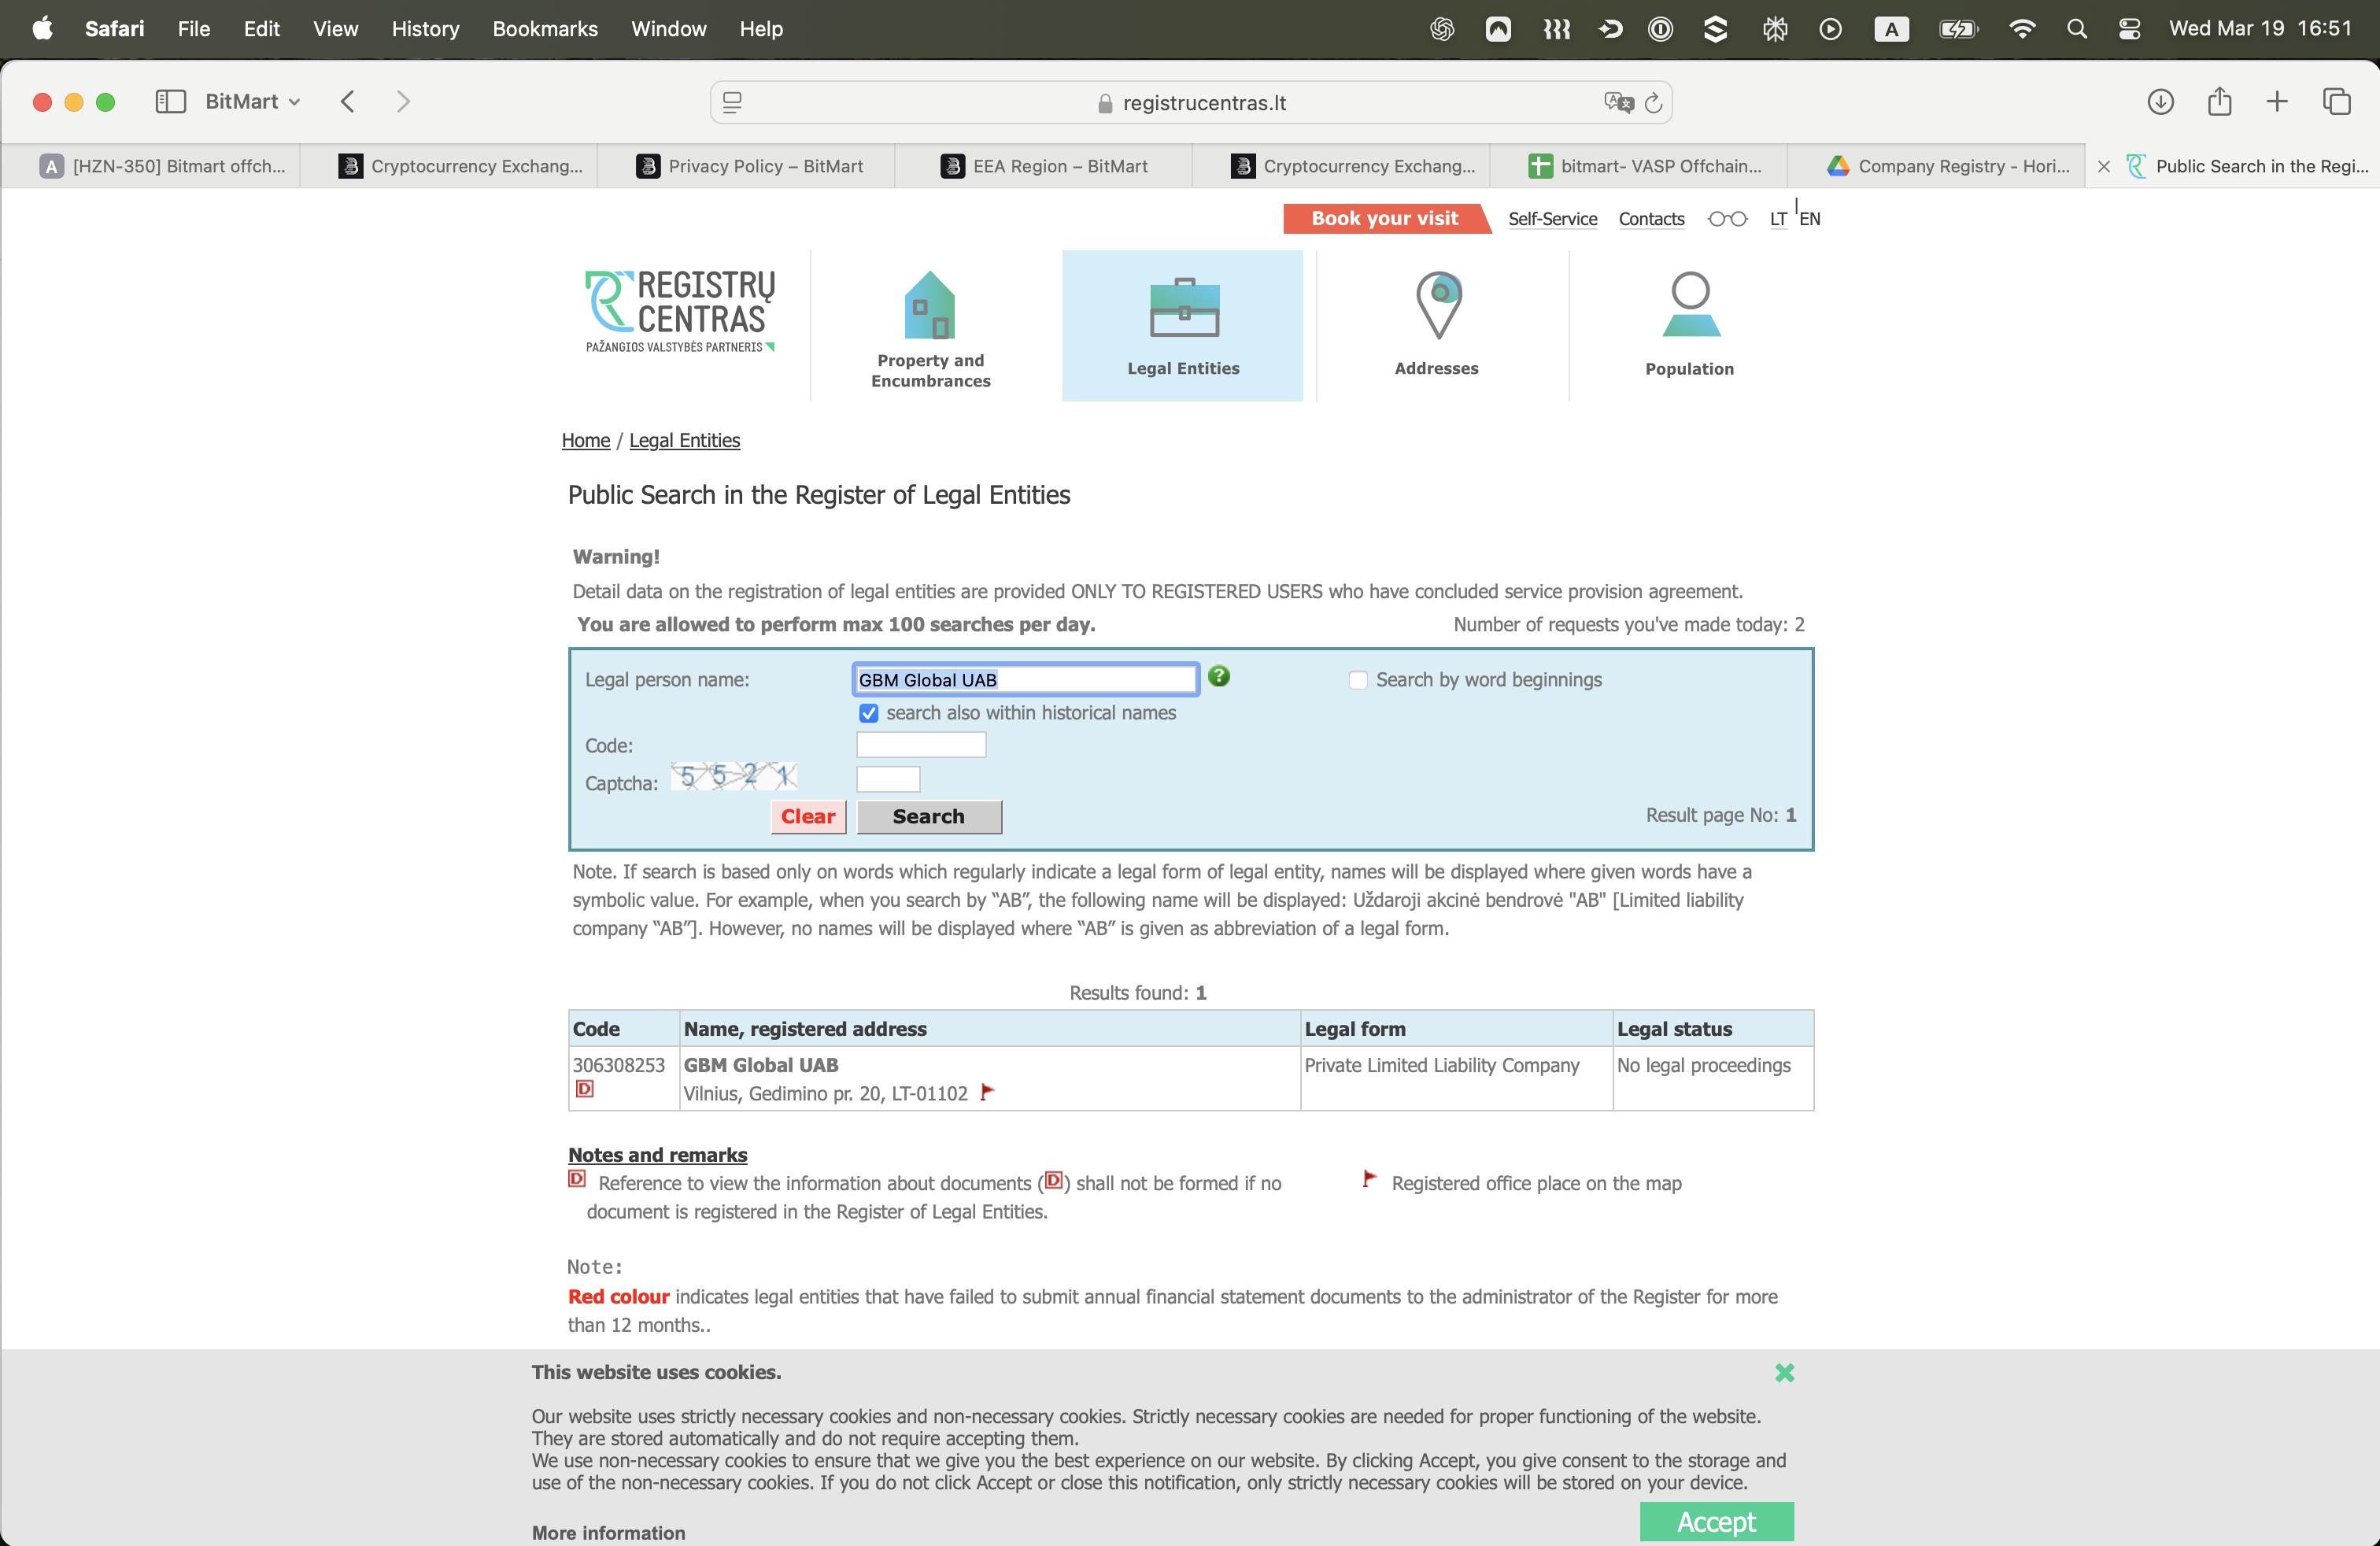 Safari File Edit View History Bookmarks Window Help
A
Wed Mar 19 16:51
BitMart
registrucentras.lt
A [HZN-350] Bitmart offch...
Cryptocurrency Exchang...
Privacy Policy – BitMart
EEA Region – BitMart
Cryptocurrency Exchang...
bitmart- VASP Offchain...
Company Registry - Hori...
Public Search in the Regi...
Book your visit Self-Service Contacts LT EN
REGISTRŲ
CENTRAS
PAŽANGIOS VALSTYBĖS PARTNERIS
Property and
Encumbrances
Legal Entities
Addresses
Population
Home / Legal Entities
Public Search in the Register of Legal Entities
Warning!
Detail data on the registration of legal entities are provided ONLY TO REGISTERED USERS who have concluded service provision agreement.
You are allowed to perform max 100 searches per day. Number of requests you've made today: 2
Legal person name: GBM Global UAB ? Search by word beginnings
search also within historical names
Code:
Captcha: 5 5 2 1
Clear Search Result page No: 1
Note. If search is based only on words which regularly indicate a legal form of legal entity, names will be displayed where given words have a
symbolic value. For example, when you search by “AB”, the following name will be displayed: Uždaroji akcinė bendrovė "AB" [Limited liability
company “AB”]. However, no names will be displayed where “AB” is given as abbreviation of a legal form.
Results found: 1
Code Name, registered address Legal form Legal status
306308253 GBM Global UAB Private Limited Liability Company No legal proceedings
D Vilnius, Gedimino pr. 20, LT-01102
Notes and remarks
D Reference to view the information about documents (D) shall not be formed if no
document is registered in the Register of Legal Entities.
Registered office place on the map
Note:
Red colour indicates legal entities that have failed to submit annual financial statement documents to the administrator of the Register for more
than 12 months..
This website uses cookies.
Our website uses strictly necessary cookies and non-necessary cookies. Strictly necessary cookies are needed for proper functioning of the website.
They are stored automatically and do not require accepting them.
We use non-necessary cookies to ensure that we give you the best experience on our website. By clicking Accept, you give consent to the storage and
use of the non-necessary cookies. If you do not click Accept or close this notification, only strictly necessary cookies will be stored on your device.
Accept
More information